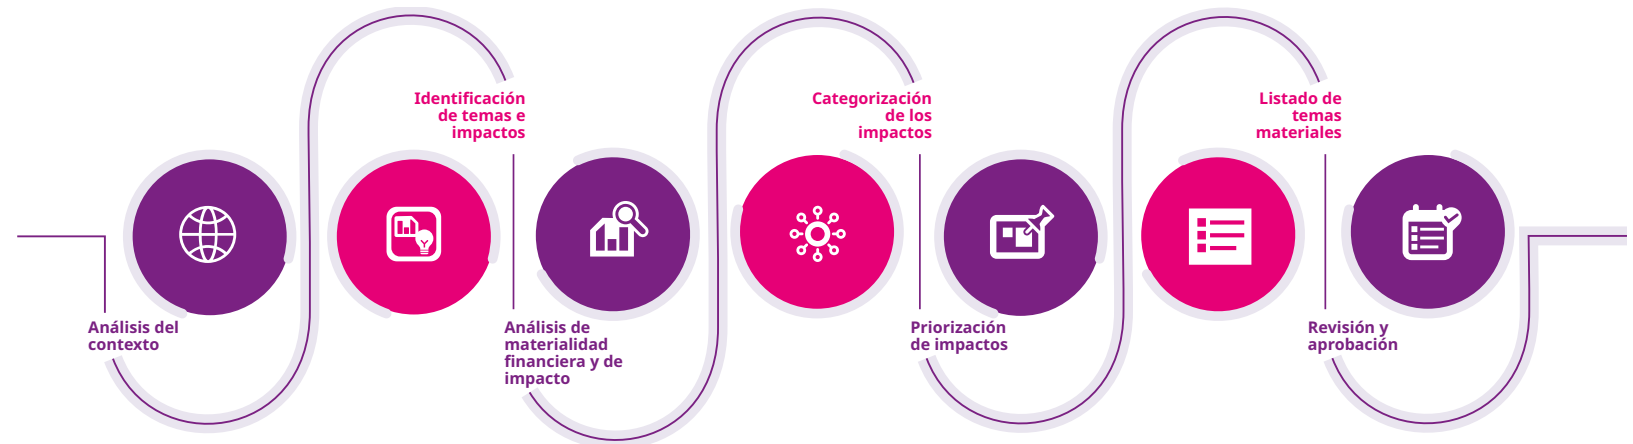 Análisis del
contexto
Identificación
de temas e
impactos
Análisis de
materialidad
financiera y de
impacto
Categorización
de los
impactos
Priorización
de impactos
Listado de
temas
materiales
Revisión y
aprobación